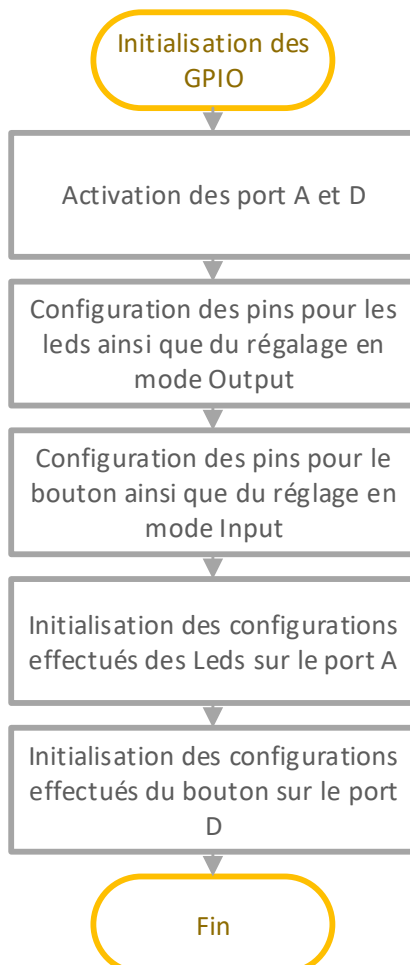 Initialisation des
GPIO
Activation des port A et D
Configuration des pins pour les
leds ainsi que du régalage en
mode Output
Configuration des pins pour le
bouton ainsi que du réglage en
mode Input
Initialisation des configurations
effectués des Leds sur le port A
Initialisation des configurations
effectués du bouton sur le port
D
Fin